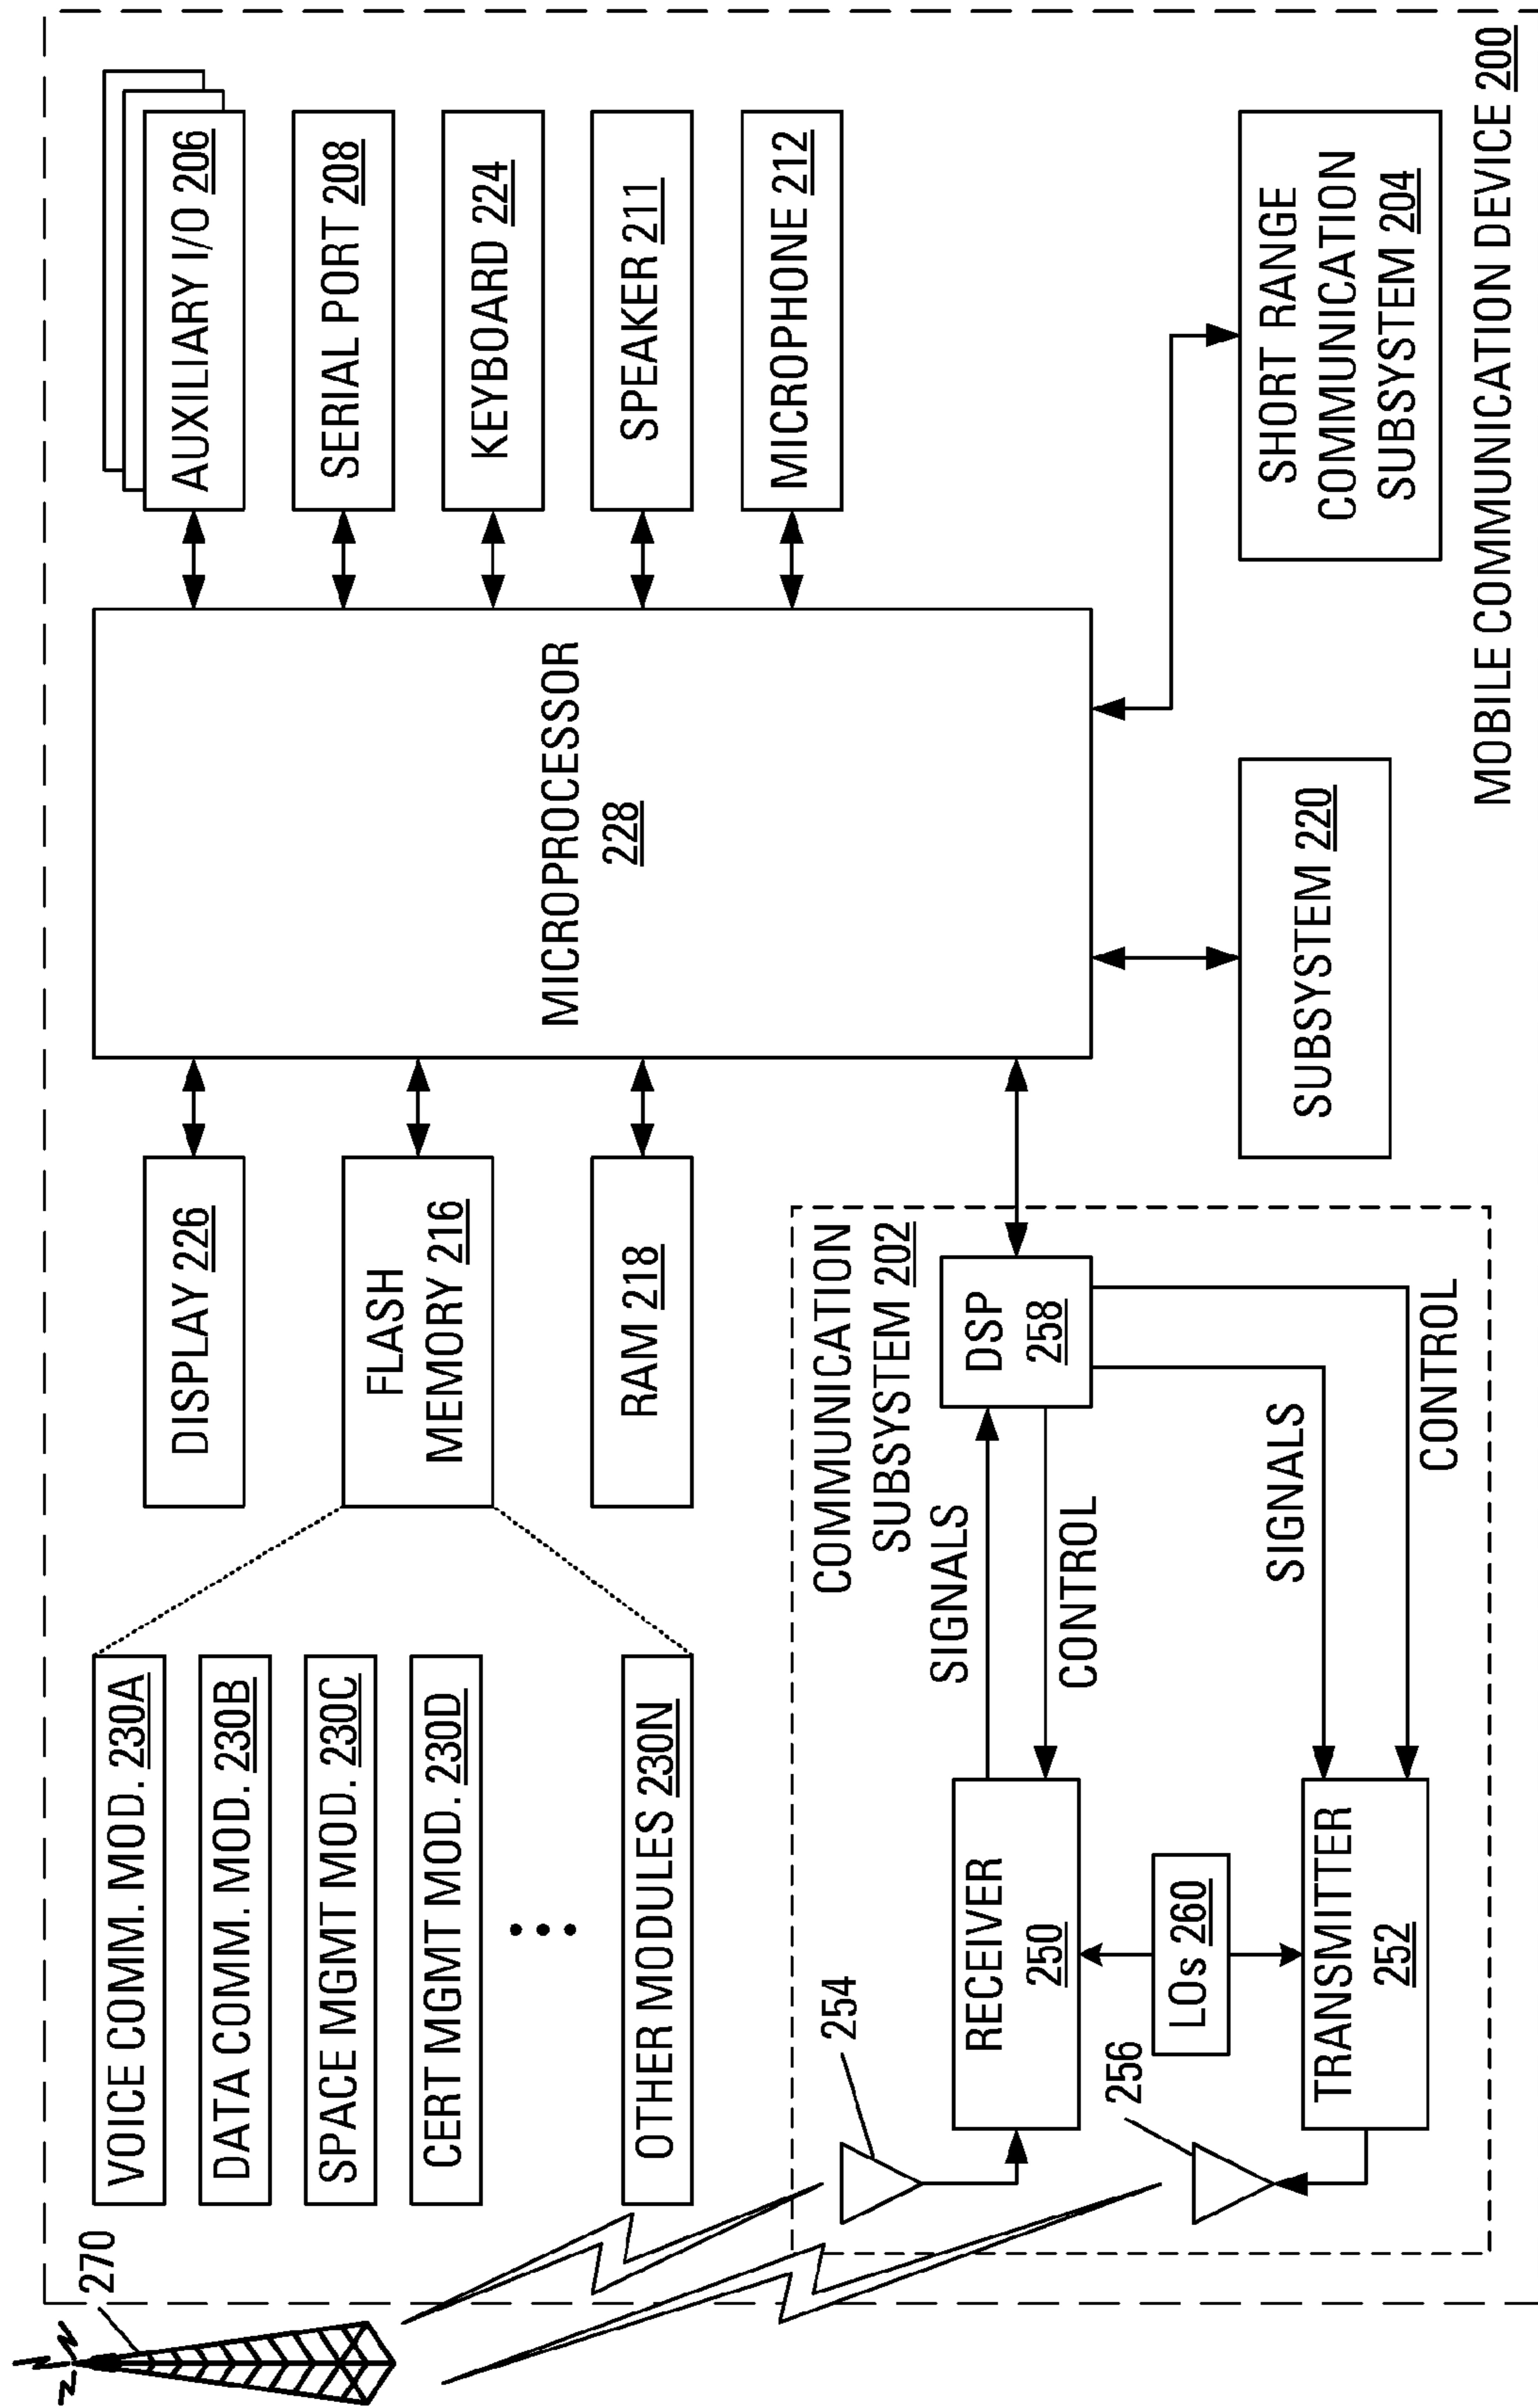 270
VOICE COMM. MOD. 230A
DATA COMM. MOD. 230B
SPACE MGMT MOD. 230C
CERT MGMT MOD. 230D
OTHER MODULES 230N
DISPLAY 226
FLASH
MEMORY 216
RAM 218
MICROPROCESSOR
228
AUXILIARY I/O 206
SERIAL PORT 208
KEYBOARD 224
SPEAKER 211
MICROPHONE 212
COMMUNICATION
SUBSYSTEM 202
254
RECEIVER
250
SIGNALS
CONTROL
DSP
258
256
LOs 260
TRANSMITTER
252
SIGNALS
CONTROL
SUBSYSTEM 220
SHORT RANGE
COMMUNICATION
SUBSYSTEM 204
MOBILE COMMUNICATION DEVICE 200